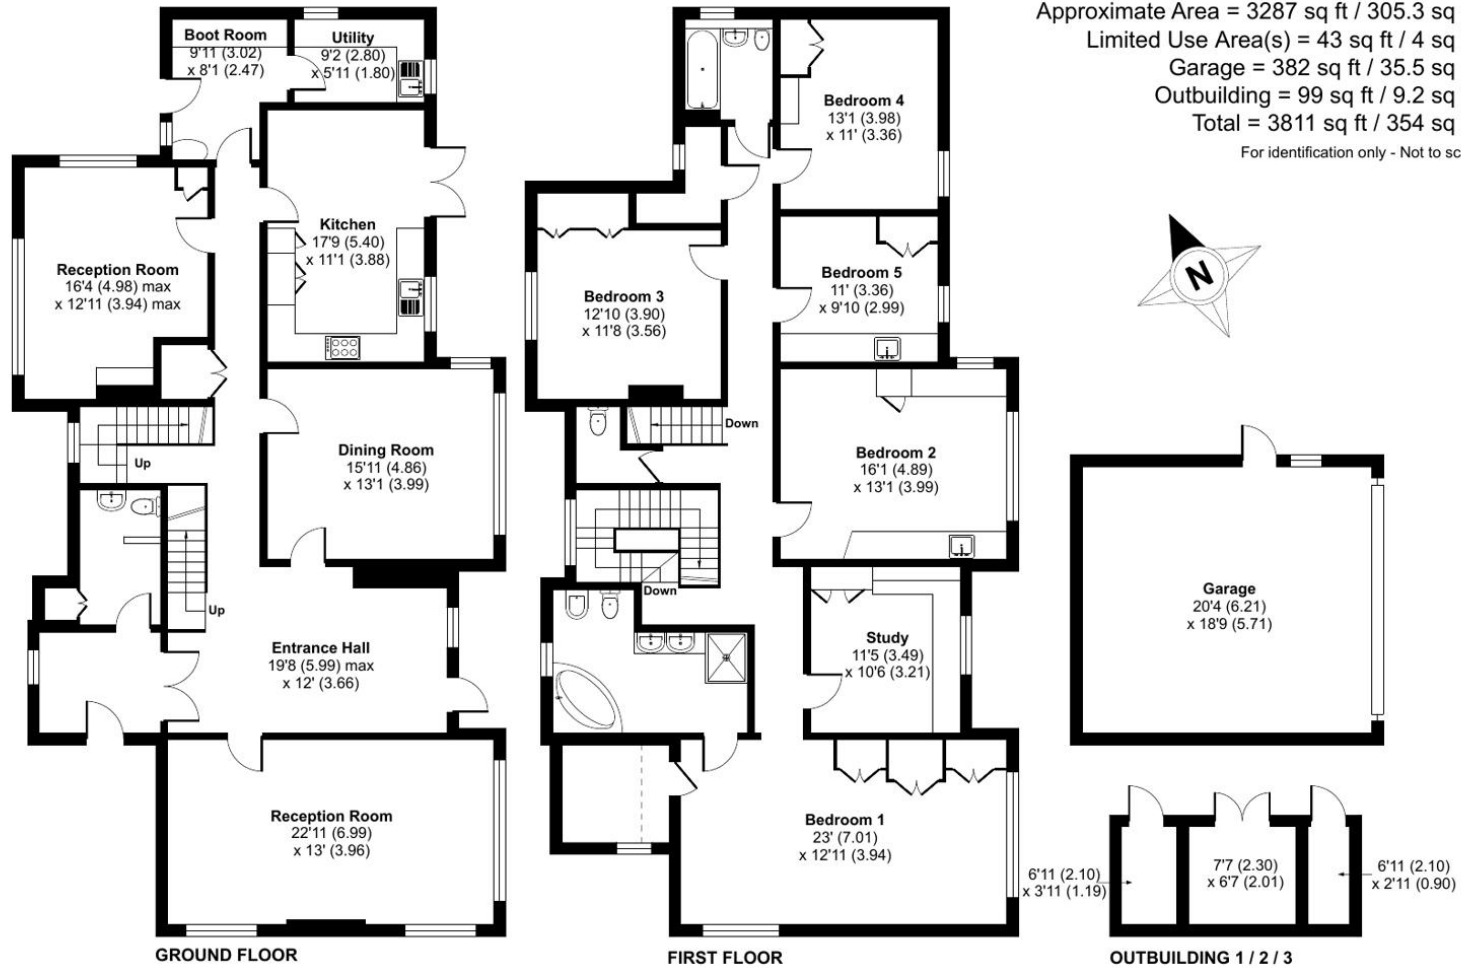 Approximate Area = 3287 sq ft / 305.3 sq
Limited Use Area(s) = 43 sq ft / 4 sq
Garage = 382 sq ft / 35.5 sq
Outbuilding = 99 sq ft / 9.2 sq
Total = 3811 sq ft / 354 sq
For identification only - Not to sc
N
Boot Room
9'11 (3.02)
x 8'1 (2.47)
Utility
9'2 (2.80)
x 5'11 (1.80)
Kitchen
17'9 (5.40)
x 11'1 (3.88)
Reception Room
16'4 (4.98) max
x 12'11 (3.94) max
Dining Room
15'11 (4.86)
x 13'1 (3.99)
Up
Up
Entrance Hall
19'8 (5.99) max
x 12' (3.66)
Reception Room
22'11 (6.99)
x 13' (3.96)
GROUND FLOOR
Bedroom 4
13'1 (3.98)
x 11' (3.36)
Bedroom 5
11' (3.36)
x 9'10 (2.99)
Bedroom 3
12'10 (3.90)
x 11'8 (3.56)
Down
Bedroom 2
16'1 (4.89)
x 13'1 (3.99)
Down
Study
11'5 (3.49)
x 10'6 (3.21)
Bedroom 1
23' (7.01)
x 12'11 (3.94)
FIRST FLOOR
Garage
20'4 (6.21)
x 18'9 (5.71)
6'11 (2.10)
x 3'11 (1.19)
7'7 (2.30)
x 6'7 (2.01)
6'11 (2.10)
x 2'11 (0.90)
OUTBUILDING 1 / 2 / 3